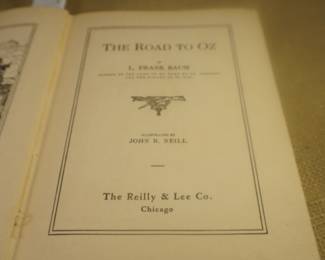 THE ROAD TO OZ
BY
L. FRANK BAUM
ILLUSTRATED BY
JOHN R. NEILL
The Reilly & Lee Co.
Chicago